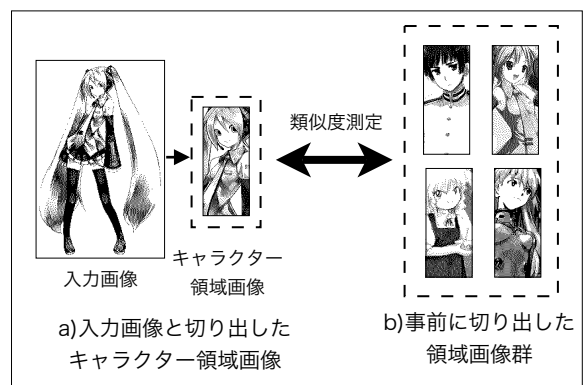 類似度測定
入力画像
キャラクター
領域画像
a)入力画像と切り出した
キャラクター領域画像
b)事前に切り出した
領域画像群